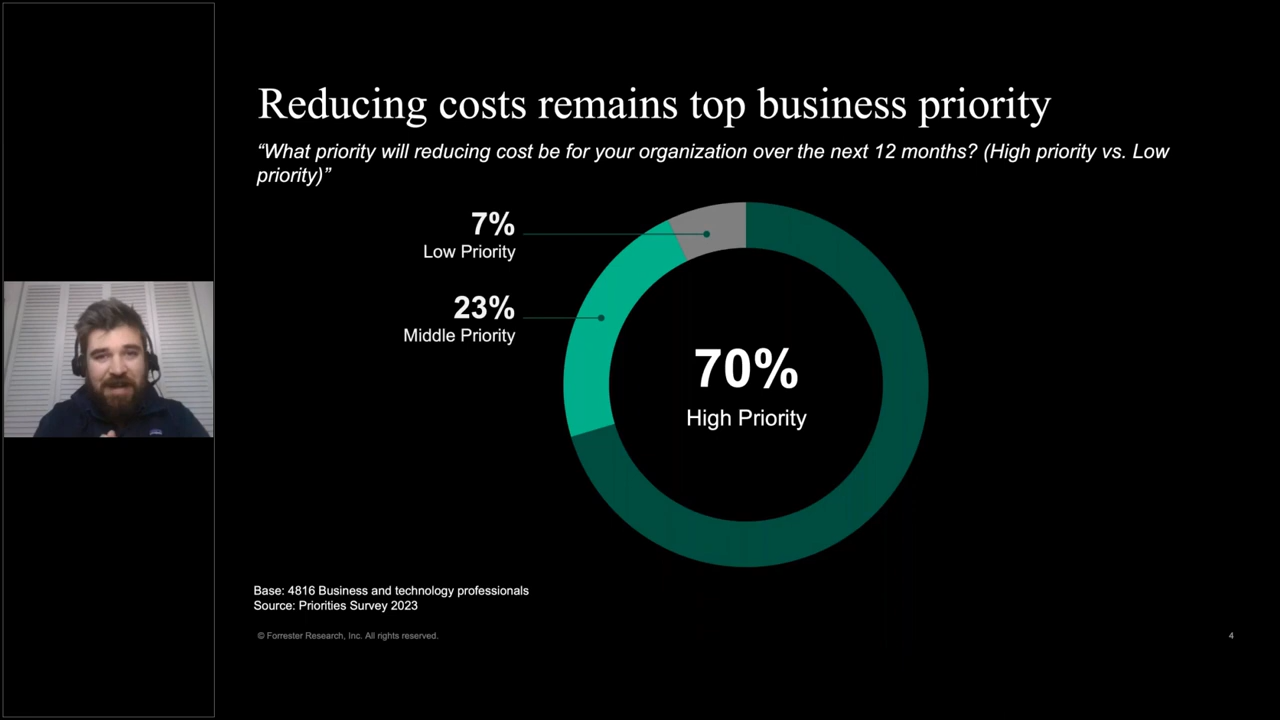 Reducing costs remains top business priority
“What priority will reducing cost be for your organization over the next 12 months? (High priority vs. Low
priority)”
7%
Low Priority
23%
Middle Priority
70%
High Priority
Base: 4816 Business and technology professionals
Source: Priorities Survey 2023
© Forrester Research, Inc. All rights reserved.
4